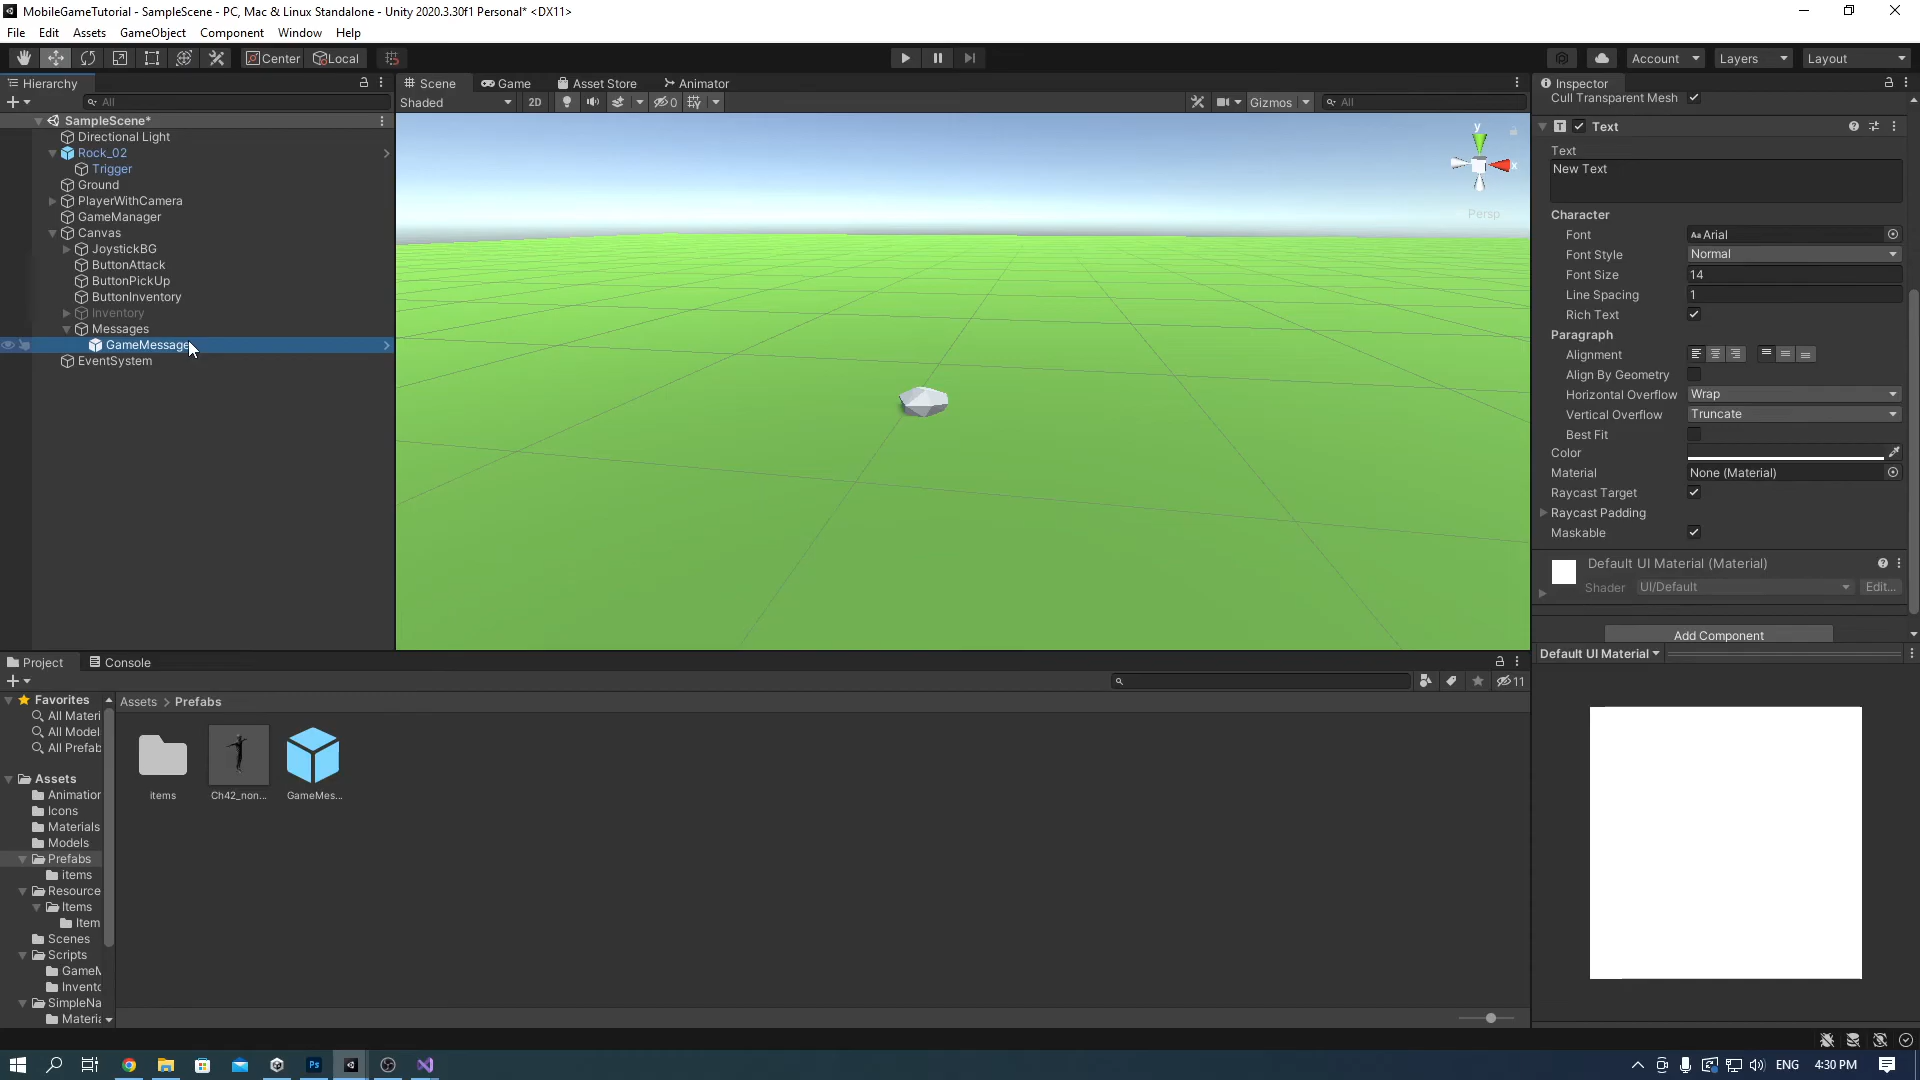 MobileGameTutorial - SampleScene - PC, Mac & Linux Standalone - Unity 2020.3.30f1 Personal* <DX11>
File Edit Assets GameObject Component Window Help
Center Local Account Layers Layout
Hierarchy
All
SampleScene*
Directional Light
Rock_02
Trigger
Ground
PlayerWithCamera
GameManager
Canvas
JoystickBG
ButtonAttack
ButtonPickUp
ButtonInventory
Inventory
Messages
GameMessage
EventSystem
Scene Game Asset Store Animator
Shaded 2D 0 Gizmos All
y
x
Persp
Inspector
Cull Transparent Mesh
Text
Text
New Text
Character
Font Arial
Font Style Normal
Font Size 14
Line Spacing 1
Rich Text
Paragraph
Alignment
Align By Geometry
Horizontal Overflow Wrap
Vertical Overflow Truncate
Best Fit
Color
Material None (Material)
Raycast Target
Raycast Padding
Maskable
Default UI Material (Material)
Shader UI/Default Edit...
Add Component
Default UI Material
Project Console
11
Favorites
All Materi
All Model
All Prefab
Assets
Animation
Icons
Materials
Models
Prefabs
items
Resource
Items
Item
Scenes
Scripts
GameM
Invento
SimpleNa
Materia
Assets > Prefabs
items Ch42_non... GameMes...
ENG 4:30 PM